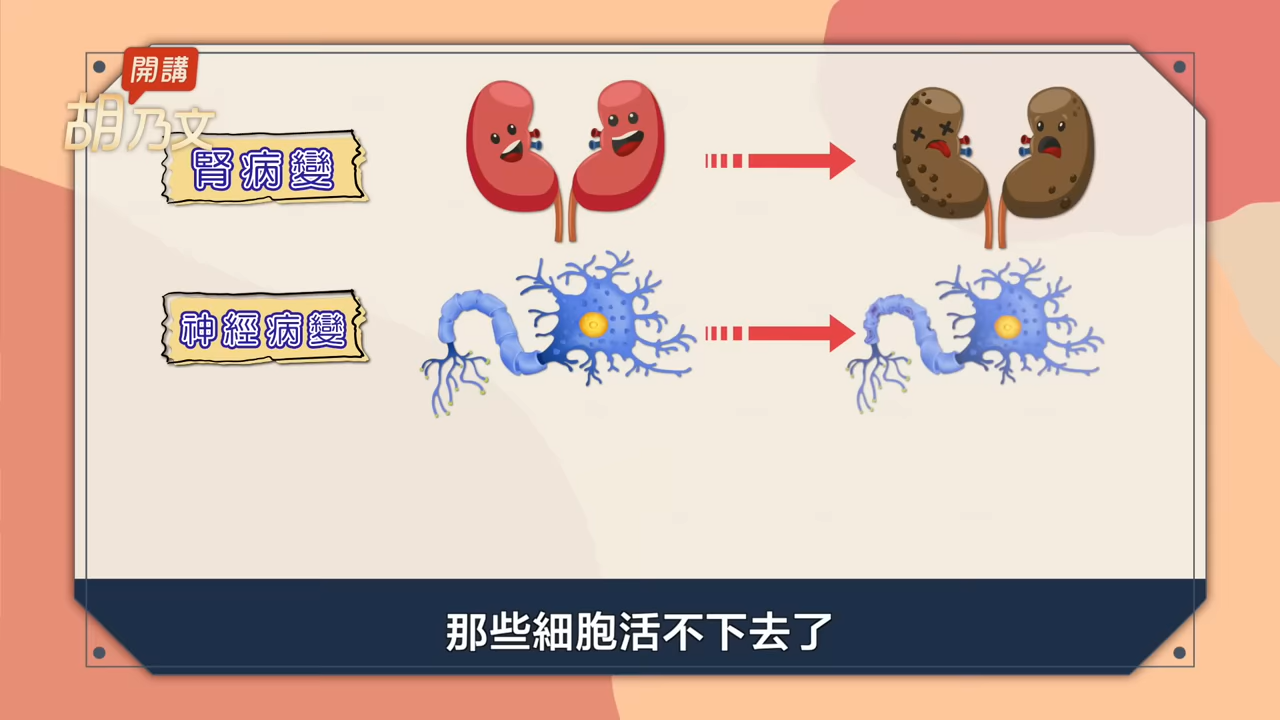 開講
胡乃文
腎病變
神經病變
那些細胞活不下去了